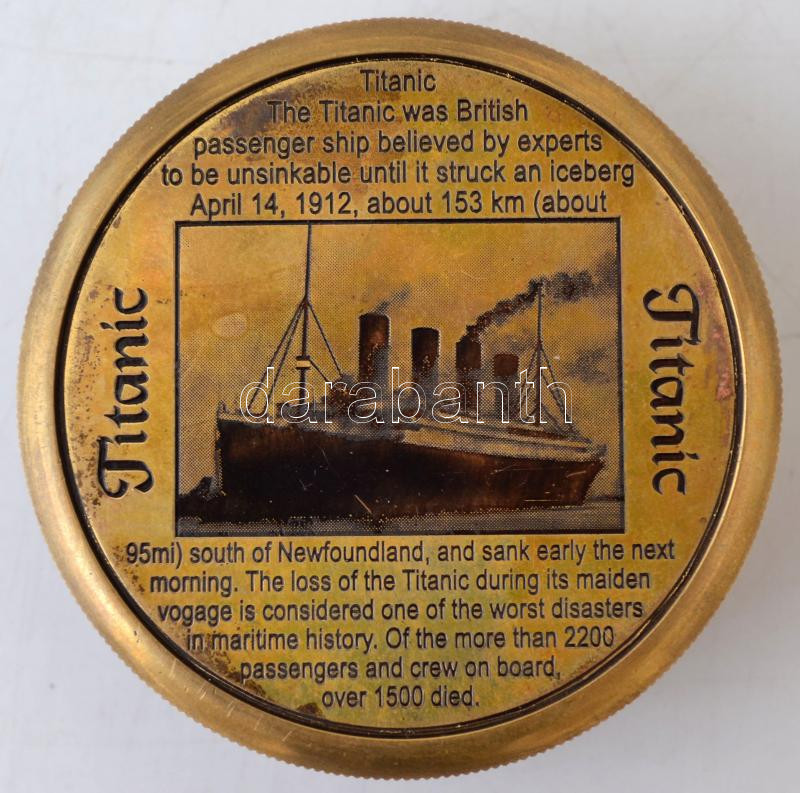 Titanic
The Titanic was British
passenger ship believed by experts
to be unsinkable until it struck an iceberg
April 14, 1912, about 153 km (about
Titanic
Titanic
darabanth
95mi) south of Newfoundland, and sank early the next
morning. The loss of the Titanic during its maiden
vogage is considered one of the worst disasters
in maritime history. Of the more than 2200
passengers and crew on board,
over 1500 died.